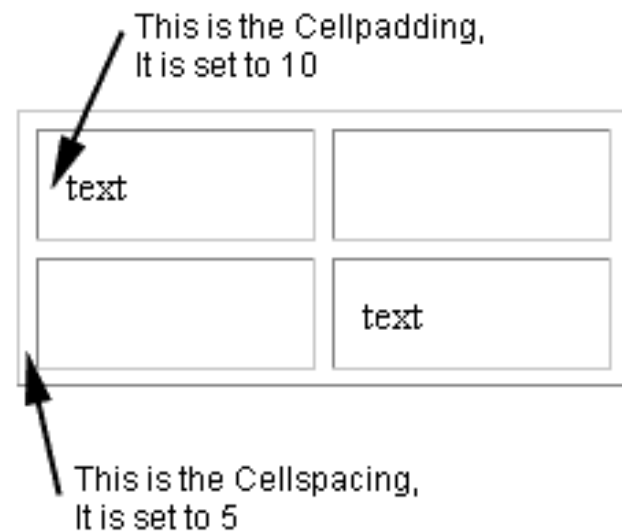 This is the Cellpadding,
It is set to 10
text
text
This is the Cellspacing,
It is set to 5